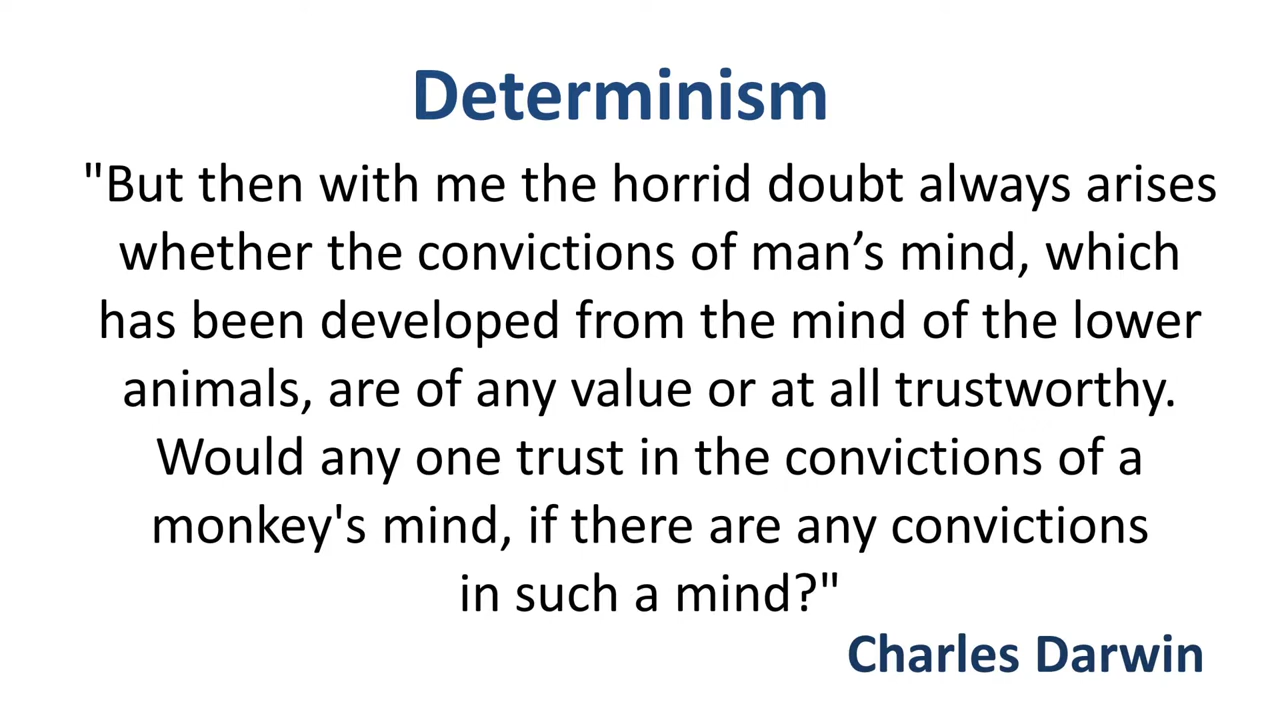 Determinism
"But then with me the horrid doubt always arises
whether the convictions of man’s mind, which
has been developed from the mind of the lower
animals, are of any value or at all trustworthy.
Would any one trust in the convictions of a
monkey's mind, if there are any convictions
in such a mind?"
Charles Darwin